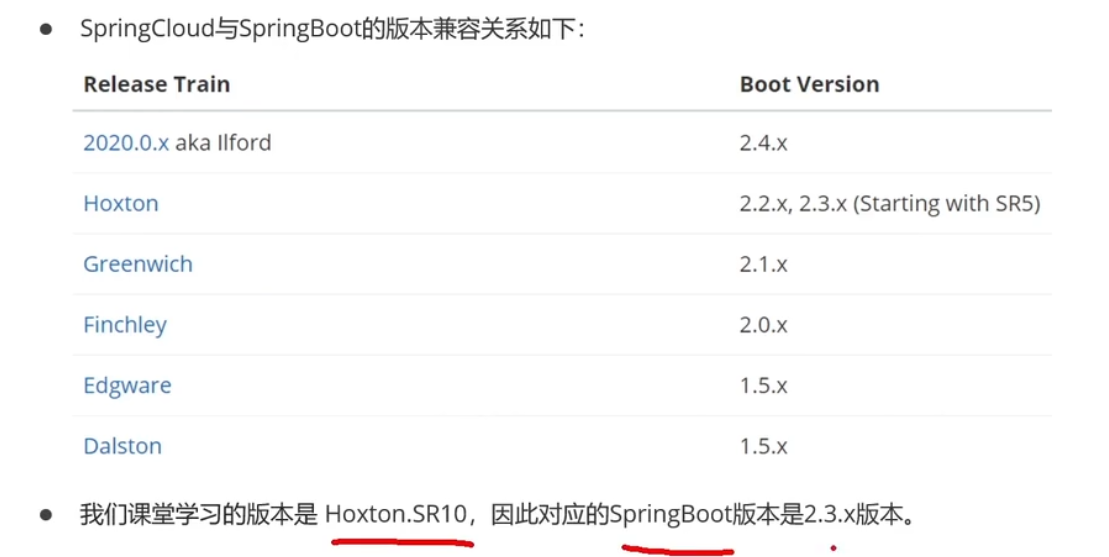 ● SpringCloud与SpringBoot的版本兼容关系如下：
Release Train Boot Version
2020.0.x aka Ilford 2.4.x
Hoxton 2.2.x, 2.3.x (Starting with SR5)
Greenwich 2.1.x
Finchley 2.0.x
Edgware 1.5.x
Dalston 1.5.x
● 我们课堂学习的版本是 Hoxton.SR10，因此对应的SpringBoot版本是2.3.x版本。